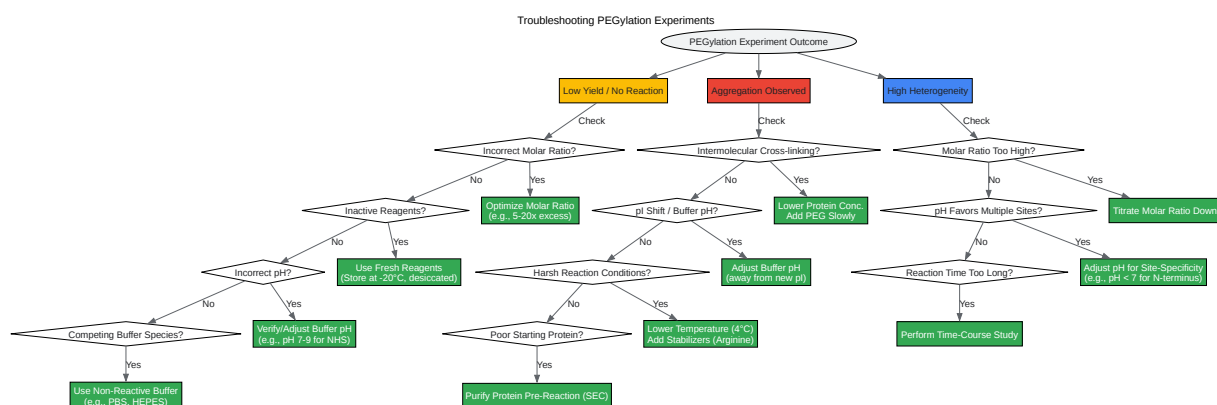 Troubleshooting PEGylation Experiments
PEGylation Experiment Outcome
Low Yield / No Reaction
Aggregation Observed
High Heterogeneity
Check
Check
Check
Incorrect Molar Ratio?
Intermolecular Cross-linking?
Molar Ratio Too High?
No
Yes
No
Yes
No
Yes
Inactive Reagents?
Optimize Molar Ratio
(e.g., 5-20x excess)
pI Shift / Buffer pH?
Lower Protein Conc.
Add PEG Slowly
pH Favors Multiple Sites?
Titrate Molar Ratio Down
No
Yes
No
Yes
No
Yes
Incorrect pH?
Use Fresh Reagents
(Store at -20°C, desiccated)
Harsh Reaction Conditions?
Adjust Buffer pH
(away from new pI)
Reaction Time Too Long?
Adjust pH for Site-Specificity
(e.g., pH < 7 for N-terminus)
No
Yes
No
Yes
Yes
Competing Buffer Species?
Verify/Adjust Buffer pH
(e.g., pH 7-9 for NHS)
Poor Starting Protein?
Lower Temperature (4°C)
Add Stabilizers (Arginine)
Perform Time-Course Study
Yes
Yes
Use Non-Reactive Buffer
(e.g., PBS, HEPES)
Purify Protein Pre-Reaction (SEC)